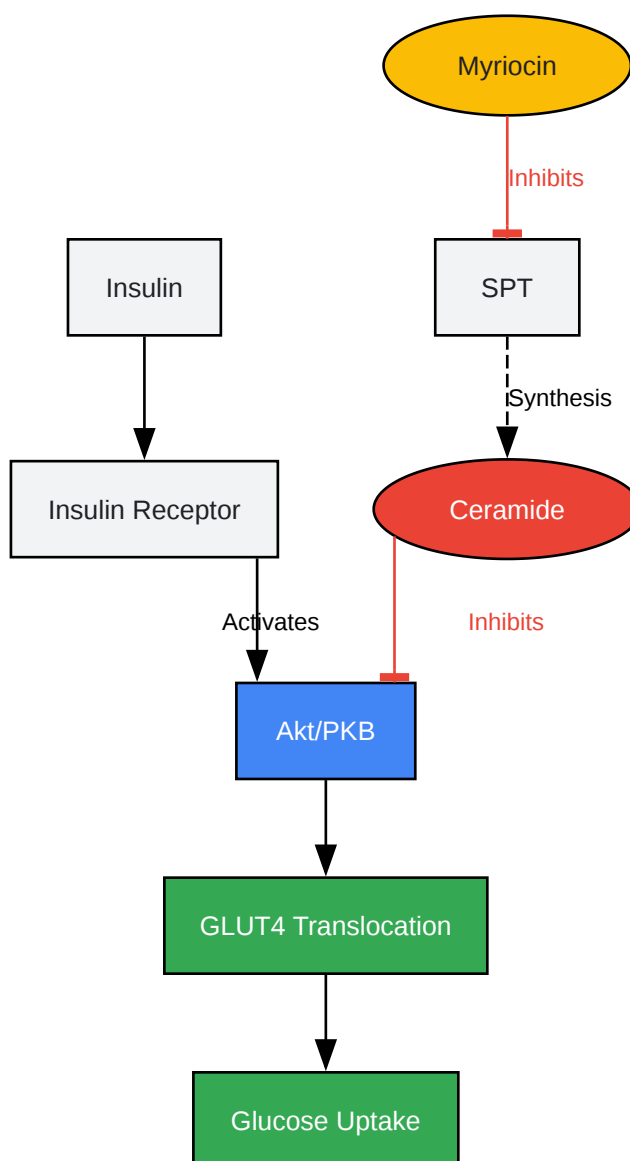 Myriocin
Inhibits
Insulin
SPT
Synthesis
Insulin Receptor
Ceramide
Activates
Inhibits
Akt/PKB
GLUT4 Translocation
Glucose Uptake